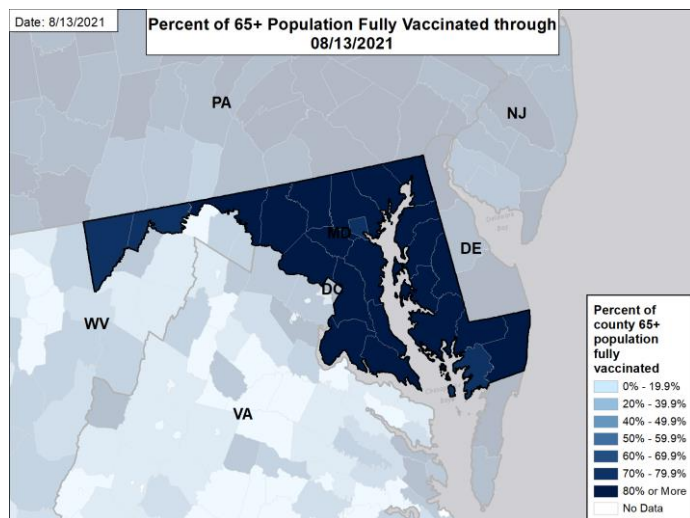 Date: 8/13/2021
Percent of 65+ Population Fully Vaccinated through
08/13/2021
PA
NJ
MD
DE
DC
WV
VA
Delaware
Bay
Percent of
county 65+
population
fully
vaccinated
0% - 19.9%
20% - 39.9%
40% - 49.9%
50% - 59.9%
60% - 69.9%
70% - 79.9%
80% or More
No Data